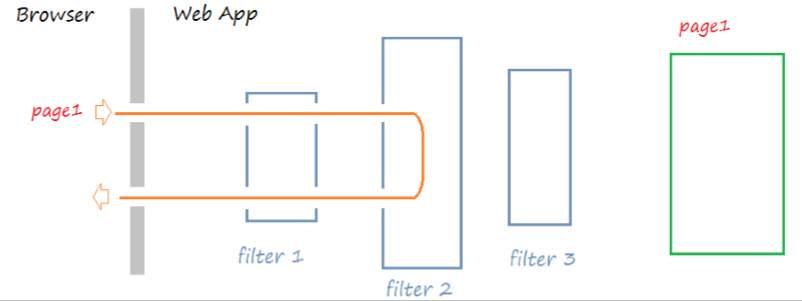 Browser
Web App
page1
page1
filter 1
filter 2
filter 3